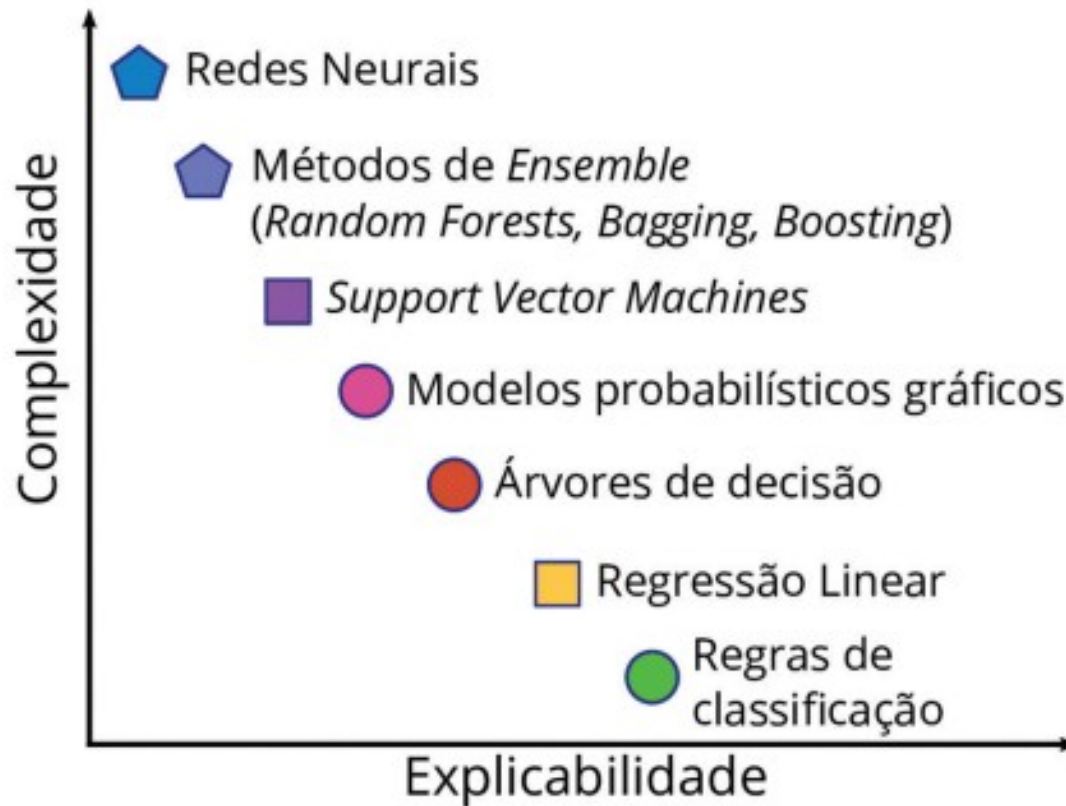 Complexidade
Redes Neurais
Métodos de Ensemble
(Random Forests, Bagging, Boosting)
Support Vector Machines
Modelos probabilísticos gráficos
Árvores de decisão
Regressão Linear
Regras de
classificação
Explicabilidade